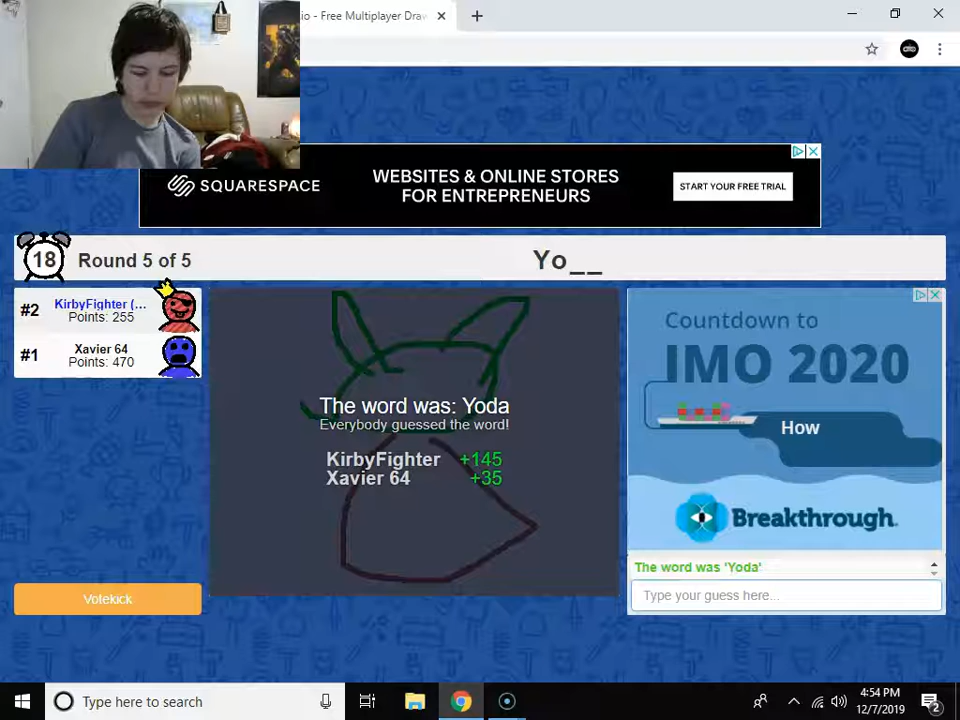 io - Free Multiplayer Drav
SQUARESPACE
WEBSITES & ONLINE STORES
FOR ENTREPRENEURS
START YOUR FREE TRIAL
18
Round 5 of 5
Yo__
#2
KirbyFighter (...
Points: 255
#1
Xavier 64
Points: 470
The word was: Yoda
Everybody guessed the word!
KirbyFighter +145
Xavier 64 +35
Countdown to
IMO 2020
How
Breakthrough.
The word was 'Yoda'
Type your guess here...
Votekick
Type here to search
4:54 PM
12/7/2019
2